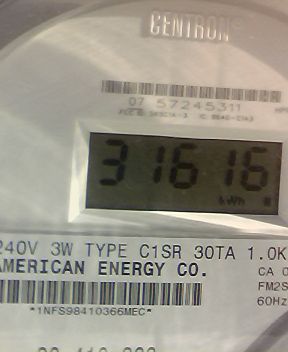 CENTRON®
07 57245311
31616
kWh
240V 3W TYPE C1SR 30TA 1.0K
AMERICAN ENERGY CO.
CA 0
FM2S
60Hz
*1NFS98410366MEC*